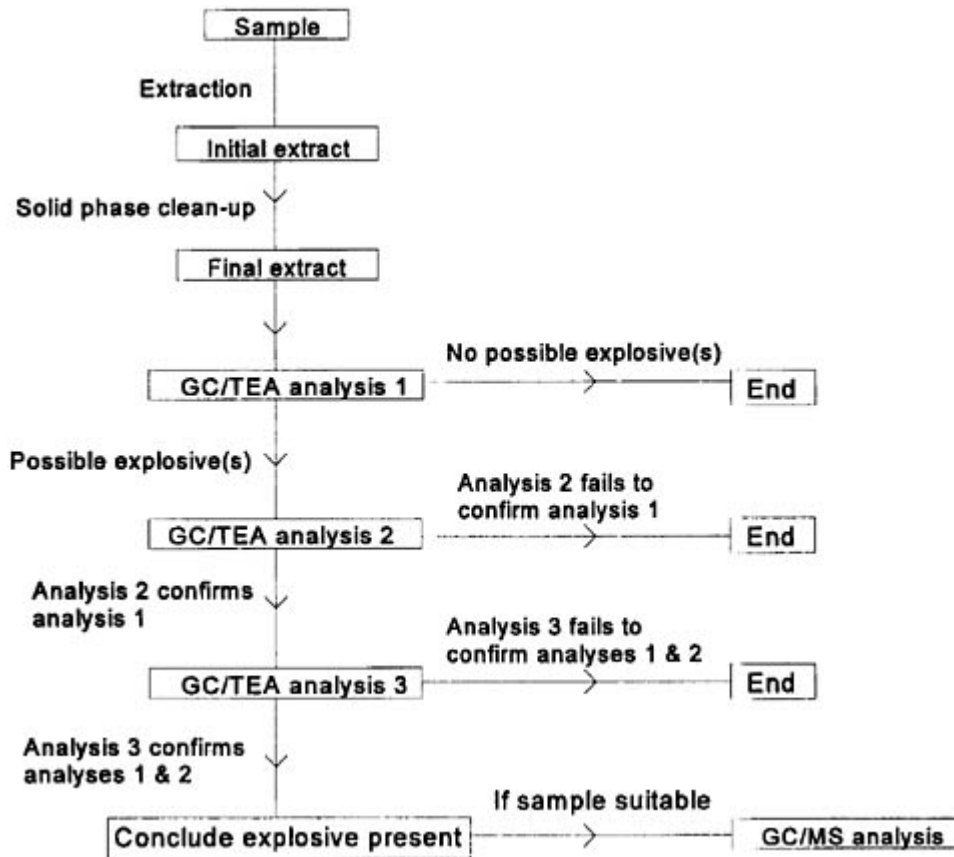 Sample
Extraction
Initial extract
Solid phase clean-up
Final extract
No possible explosive(s)
GC/TEA analysis 1
End
Possible explosive(s)
Analysis 2 fails to
confirm analysis 1
GC/TEA analysis 2
End
Analysis 2 confirms
analysis 1
Analysis 3 fails to
confirm analyses 1 & 2
GC/TEA analysis 3
End
Analysis 3 confirms
analyses 1 & 2
If sample suitable
Conclude explosive present
GC/MS analysis